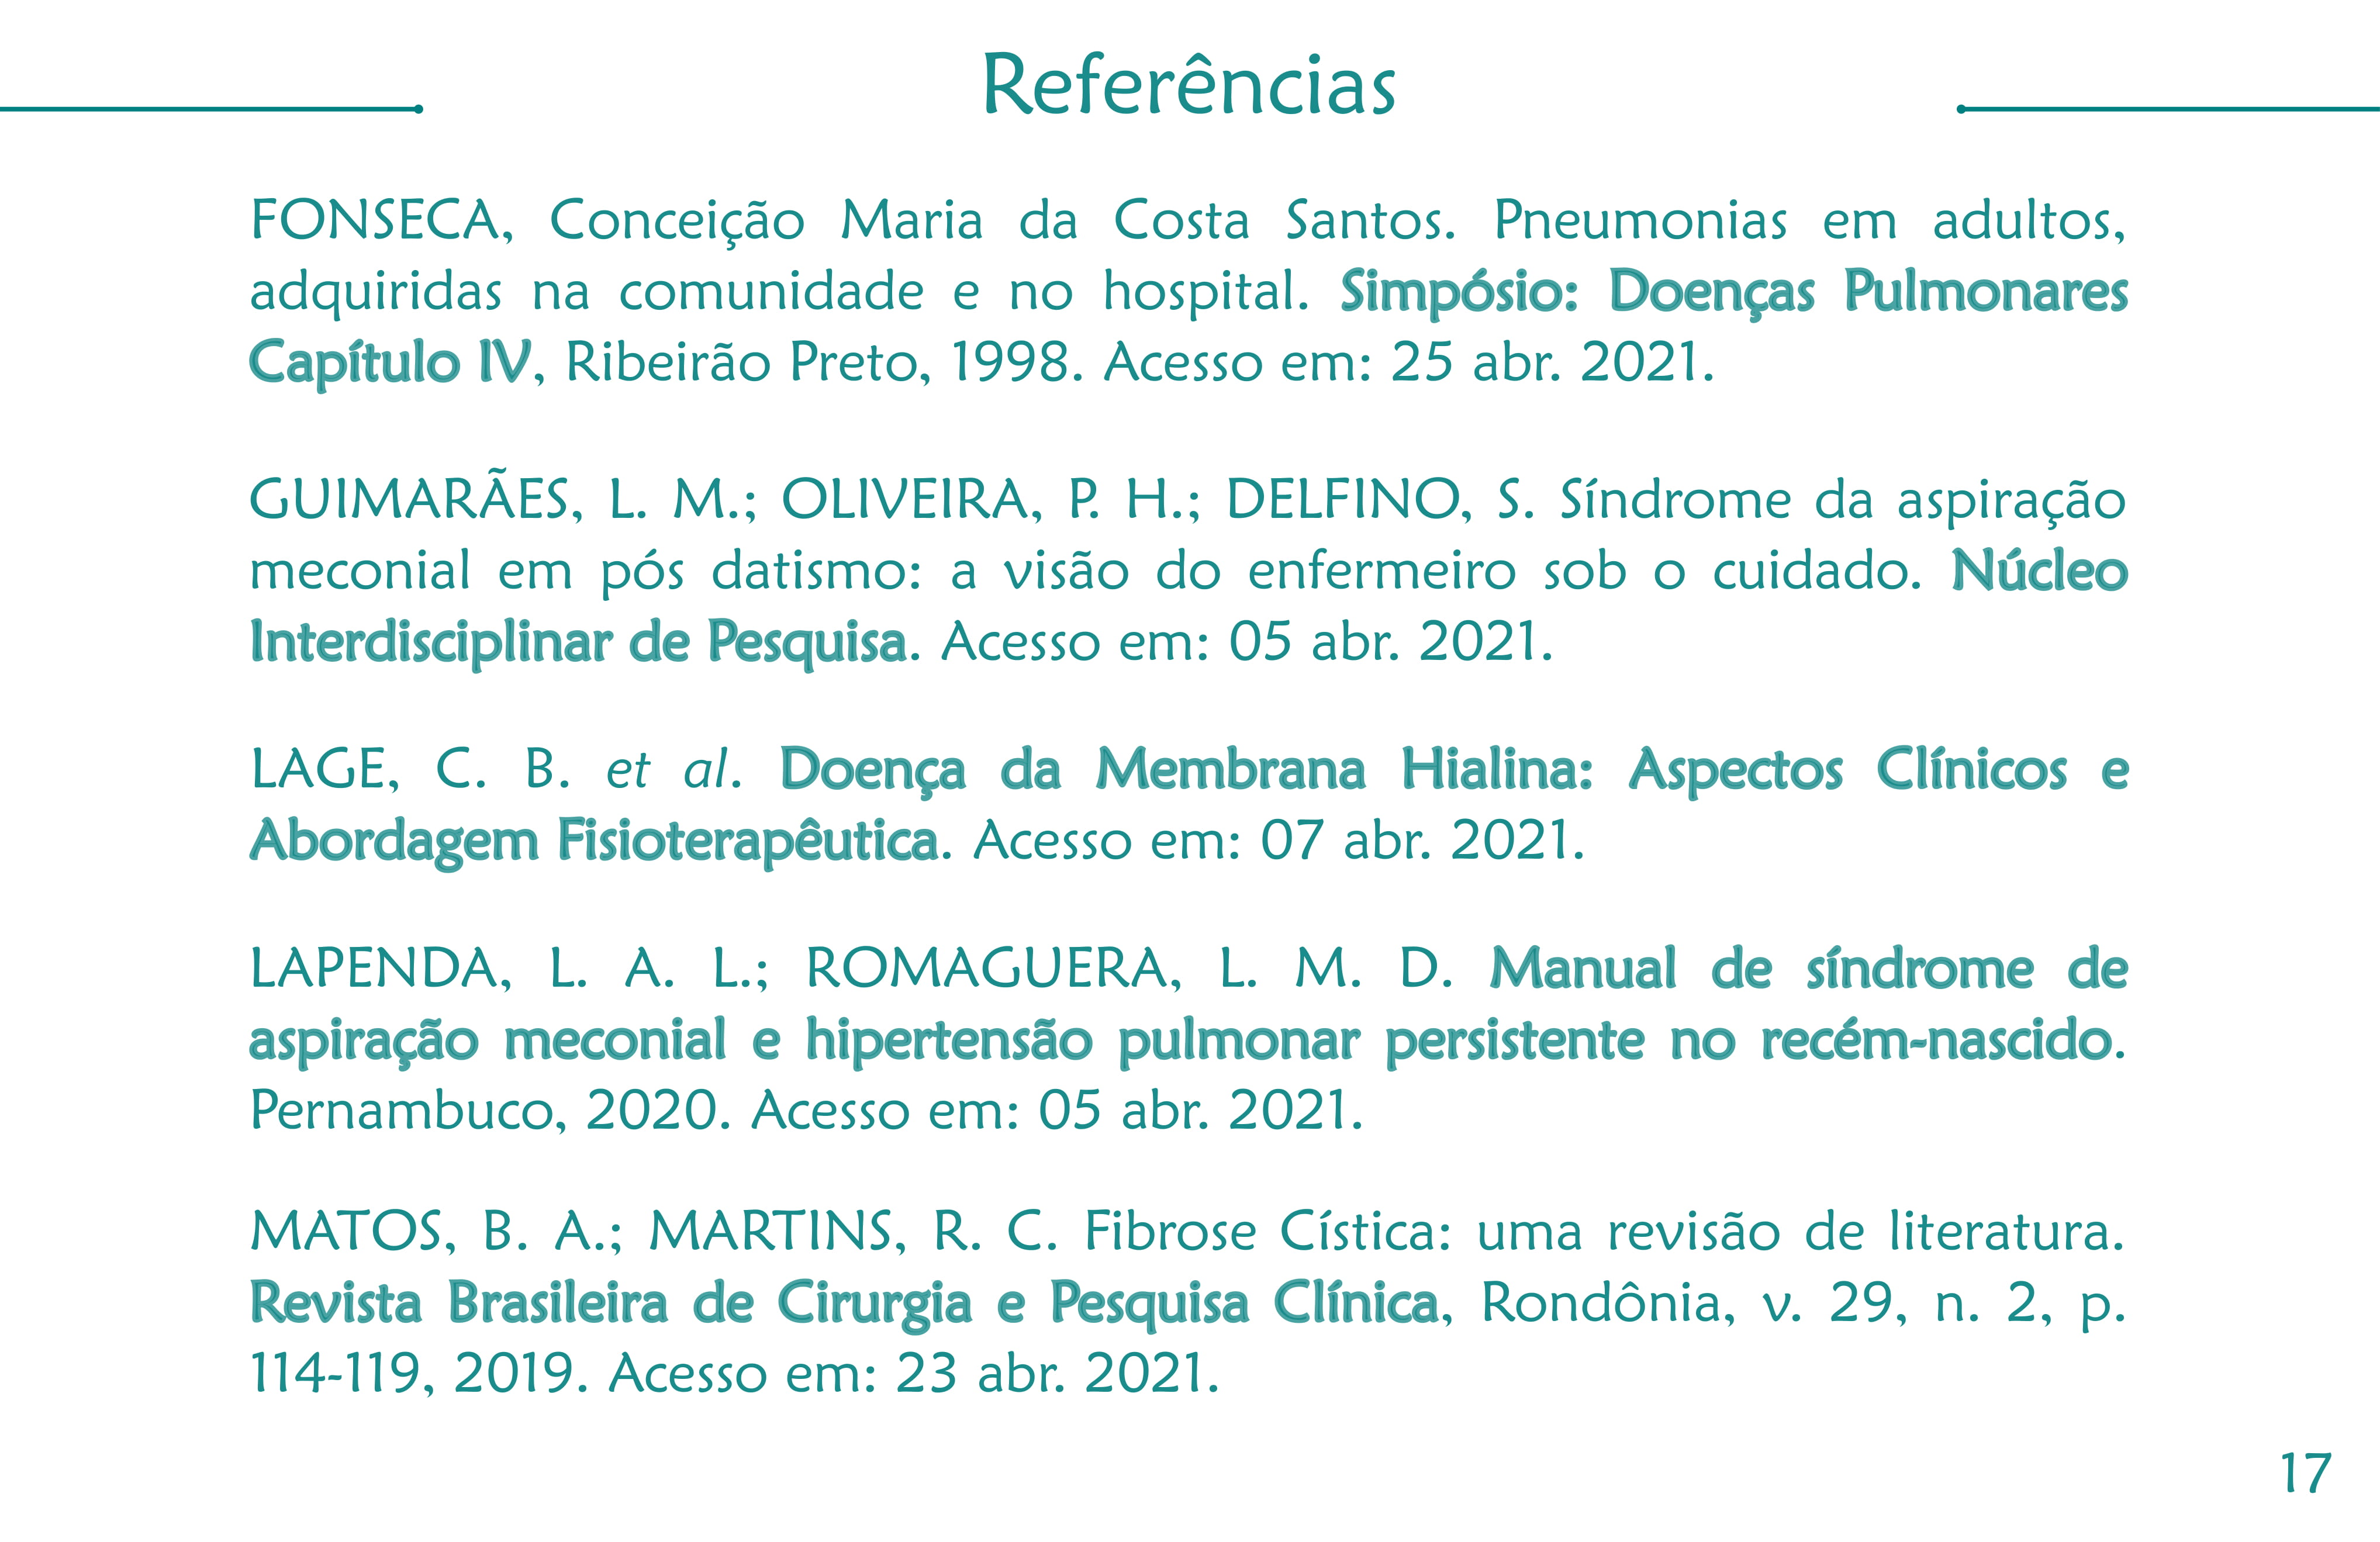 Referências
FONSECA, Conceição Maria da Costa Santos. Pneumonias em adultos,
adquiridas na comunidade e no hospital. Simpósio: Doenças Pulmonares
Capítulo IV, Ribeirão Preto, 1998. Acesso em: 25 abr. 2021.
GUIMARÃES, L. M.; OLIVEIRA, P. H.; DELFINO, S. Síndrome da aspiração
meconial em pós datismo: a visão do enfermeiro sob o cuidado. Núcleo
Interdisciplinar de Pesquisa. Acesso em: 05 abr. 2021.
LAGE, C. B. et al. Doença da Membrana Hialina: Aspectos Clínicos e
Abordagem Fisioterapêutica. Acesso em: 07 abr. 2021.
LAPENDA, L. A. L.; ROMAGUERA, L. M. D. Manual de síndrome de
aspiração meconial e hipertensão pulmonar persistente no recém-nascido.
Pernambuco, 2020. Acesso em: 05 abr. 2021.
MATOS, B. A.; MARTINS, R. C. Fibrose Cística: uma revisão de literatura.
Revista Brasileira de Cirurgia e Pesquisa Clínica, Rondônia, v. 29, n. 2, p.
114-119, 2019. Acesso em: 23 abr. 2021.
17